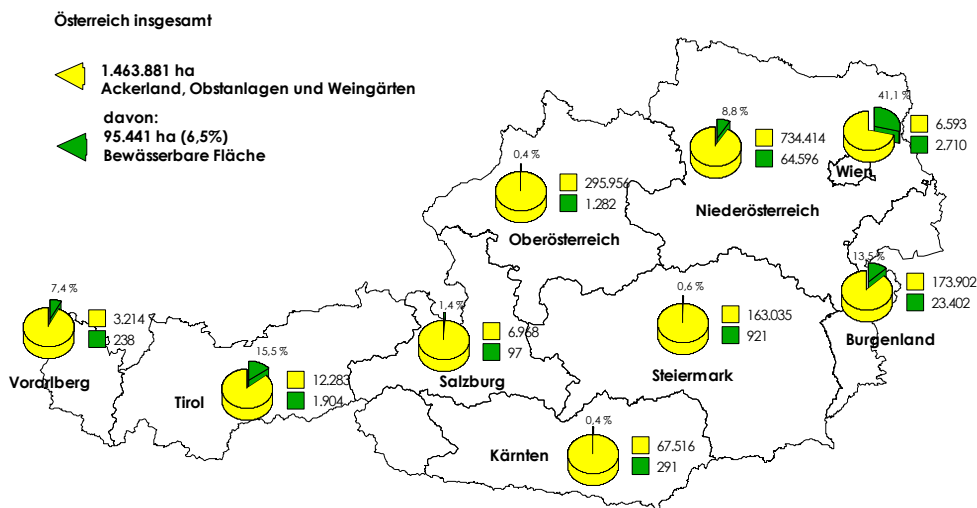 Österreich insgesamt
1.463.881 ha
Ackerland, Obstanlagen und Weingärten
davon:
95.441 ha (6,5%)
Bewässerbare Fläche
41,1 %
6.593
2.710
Wien
8,8 %
734.414
64.596
Niederösterreich
0,4 %
295.956
1.282
Oberösterreich
13,5 %
173.902
23.402
Burgenland
0,6 %
163.035
921
Steiermark
1,4 %
6.968
97
Salzburg
7,4 %
3.214
238
Vorarlberg
15,5 %
12.283
1.904
Tirol
0,4 %
67.516
291
Kärnten